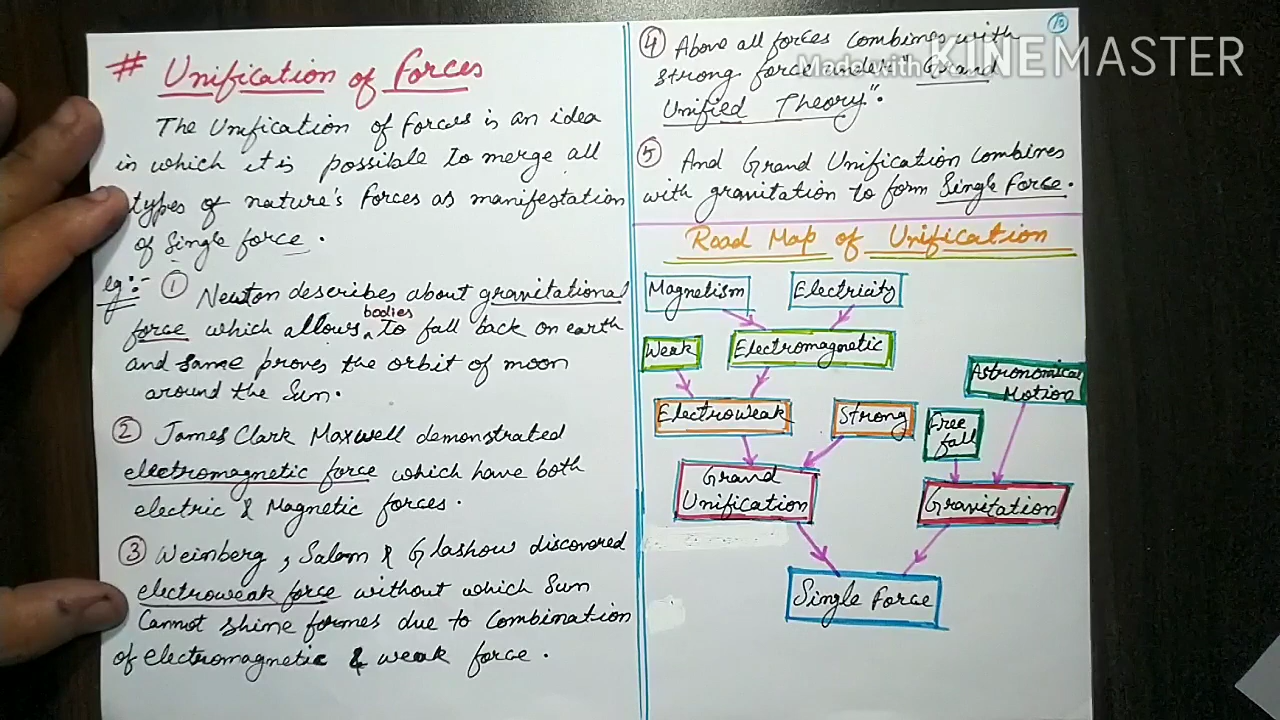 # Unification of Forces
The Unification of Forces is an idea
in which it is possible to merge all
types of nature's Forces as manifestation
of Single force.
eg:- ① Newton describes about gravitational
bodies
force which allows ^ to fall back on earth
and same proves the orbit of moon
around the Sun.
② James Clark Maxwell demonstrated
electromagnetic force which have both
electric & Magnetic forces.
③ Weinberg, Salam & Glashow discovered
electroweak force without which Sun
Cannot shine formes due to Combination
of electromagnetic & weak force.
10
④ Above all forces combines with
strong force under "Grand
Unified Theory".
Made with KINEMASTER
⑤ And Grand Unification Combines
with gravitation to form Single Force.
Road Map of Unification
Magnetism Electricity
Weak Electromagnetic
Astronomical
Motion
Electroweak Strong
Free
fall
Grand
Unification
Gravitation
Single Force